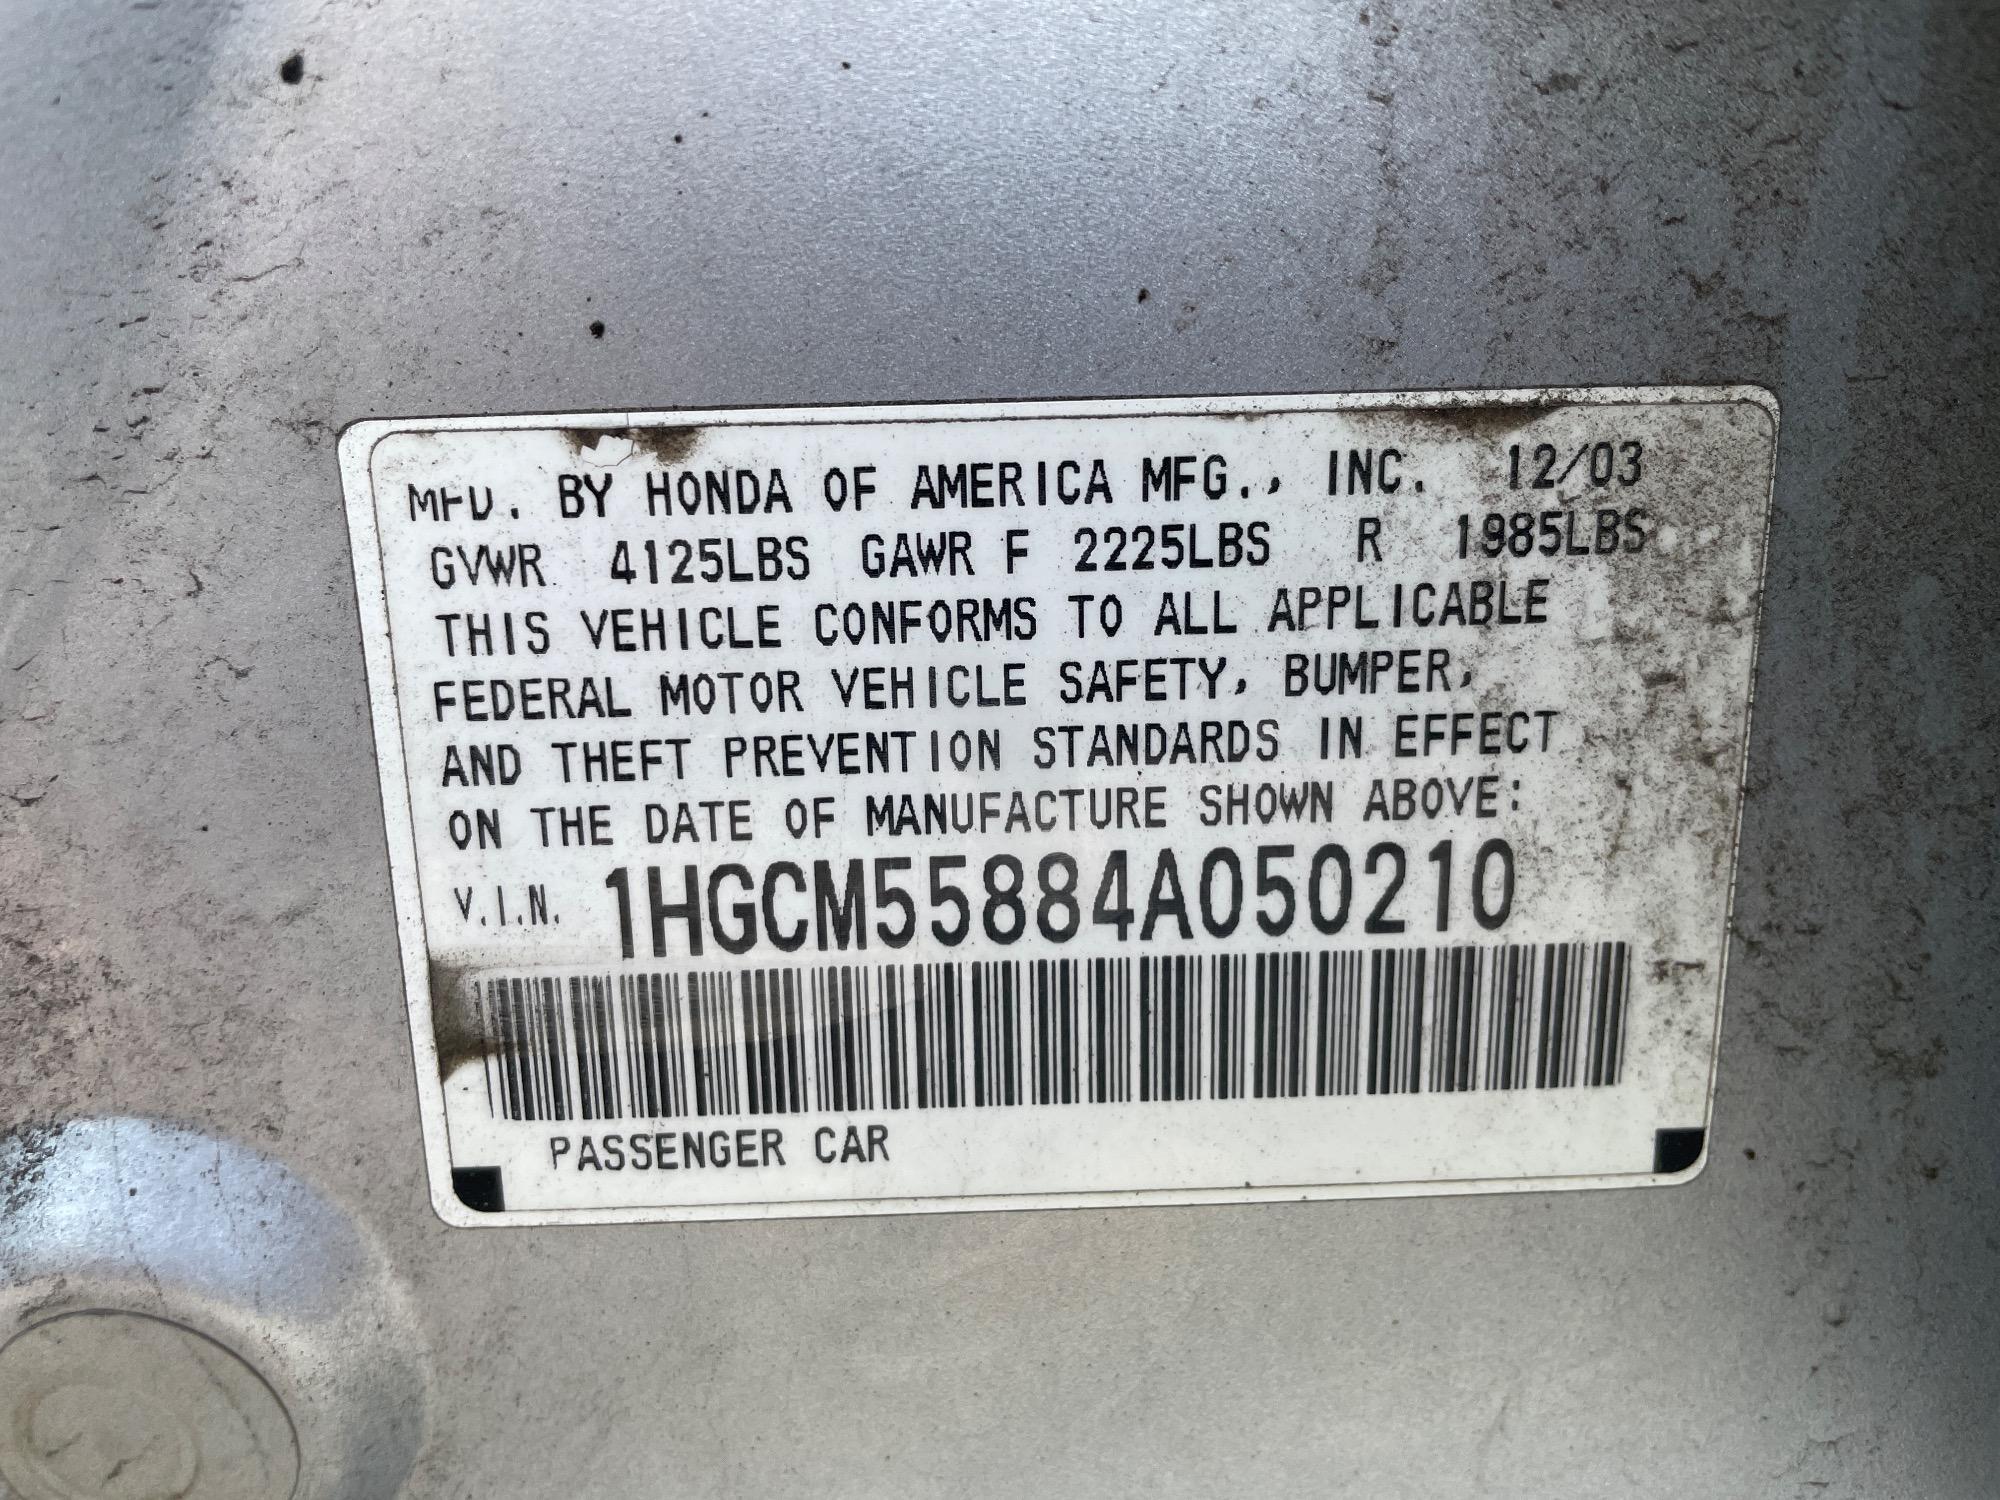 MFD. BY HONDA OF AMERICA MFG., INC. 12/03
GVWR 4125LBS GAWR F 2225LBS R 1985LBS
THIS VEHICLE CONFORMS TO ALL APPLICABLE
FEDERAL MOTOR VEHICLE SAFETY, BUMPER,
AND THEFT PREVENTION STANDARDS IN EFFECT
ON THE DATE OF MANUFACTURE SHOWN ABOVE:
V.I.N. 1HGCM55884A050210
PASSENGER CAR